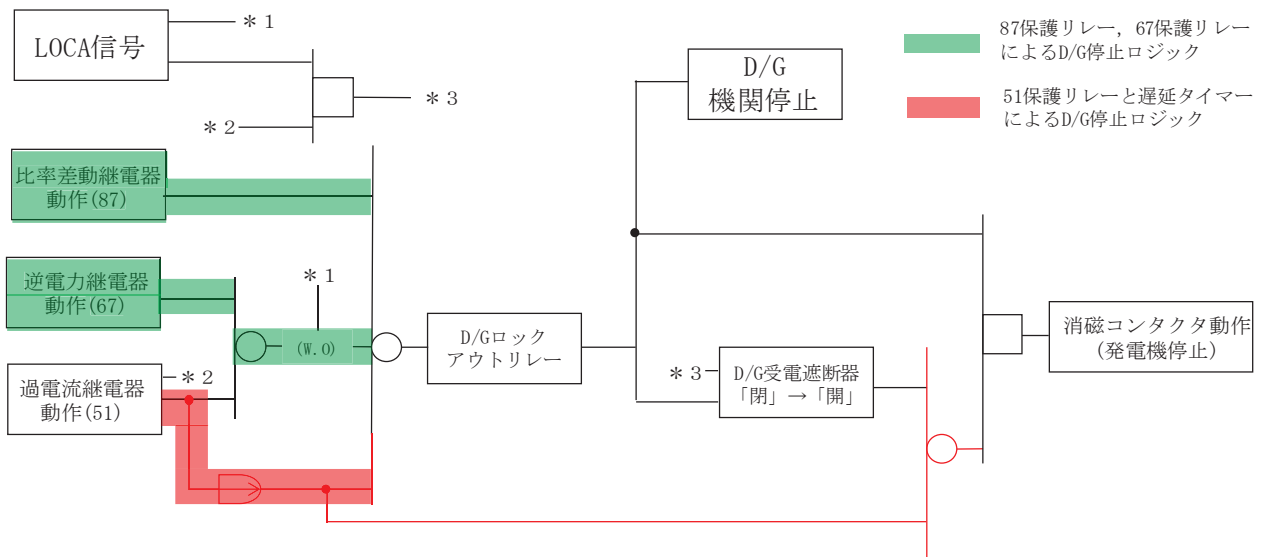 LOCA信号
＊１
＊２
＊３
比率差動継電器
動作(87)
逆電力継電器
動作(67)
過電流継電器
動作(51)
＊２
＊１
(W.O)
D/Gロック
アウトリレー
D/G
機関停止
＊３
D/G受電遮断器
「閉」→「開」
消磁コンタクタ動作
(発電機停止)
87保護リレー，67保護リレー
によるD/G停止ロジック
51保護リレーと遅延タイマー
によるD/G停止ロジック